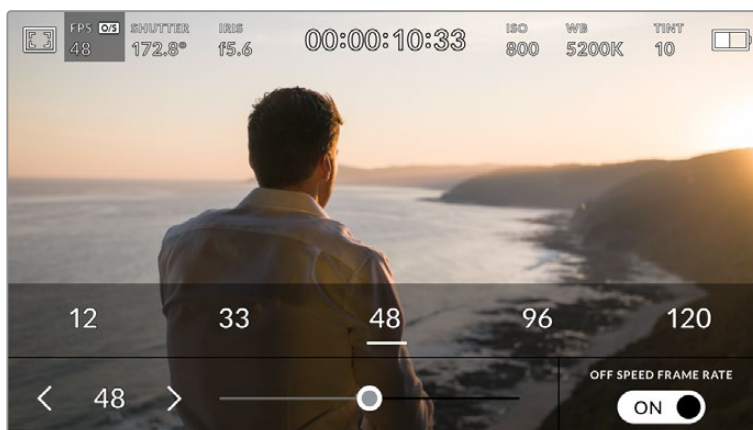 FPS O/S SHUTTER IRIS 00:00:10:33 ISO WB TINT
48 172.8° f5.6 800 5200K 10
12 33 48 96 120
OFF SPEED FRAME RATE
48 ON